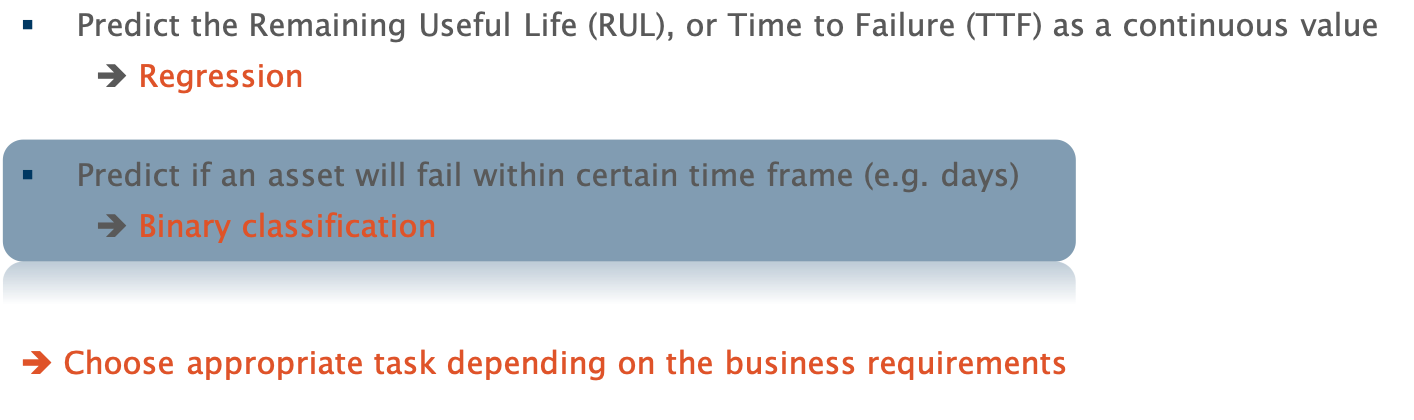 ▪ Predict the Remaining Useful Life (RUL), or Time to Failure (TTF) as a continuous value
➔ Regression
▪ Predict if an asset will fail within certain time frame (e.g. days)
➔ Binary classification
➔ Choose appropriate task depending on the business requirements